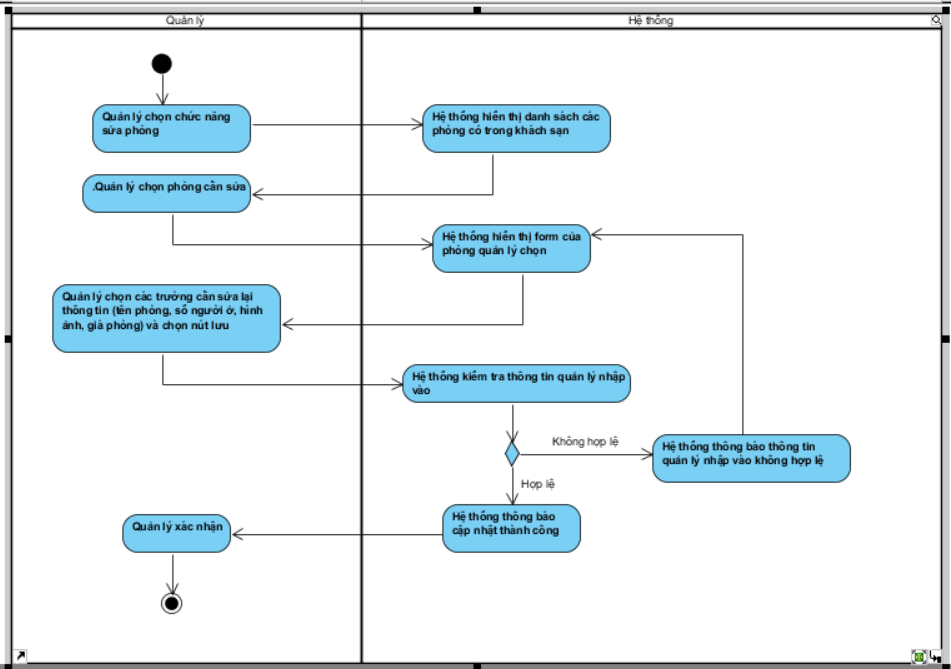 Quản lý
Hệ thống
Quản lý chọn chức năng
sửa phòng
Hệ thống hiển thị danh sách các
phòng có trong khách sạn
.Quản lý chọn phòng cần sửa
Hệ thống hiển thị form của
phòng quản lý chọn
Quản lý chọn các trường cần sửa lại
thông tin (tên phòng, số người ở, hình
ảnh, giá phòng) và chọn nút lưu
Hệ thống kiểm tra thông tin quản lý nhập
vào
Không hợp lệ
Hệ thống thông báo thông tin
quản lý nhập vào không hợp lệ
Hợp lệ
Hệ thống thông báo
cập nhật thành công
Quản lý xác nhận